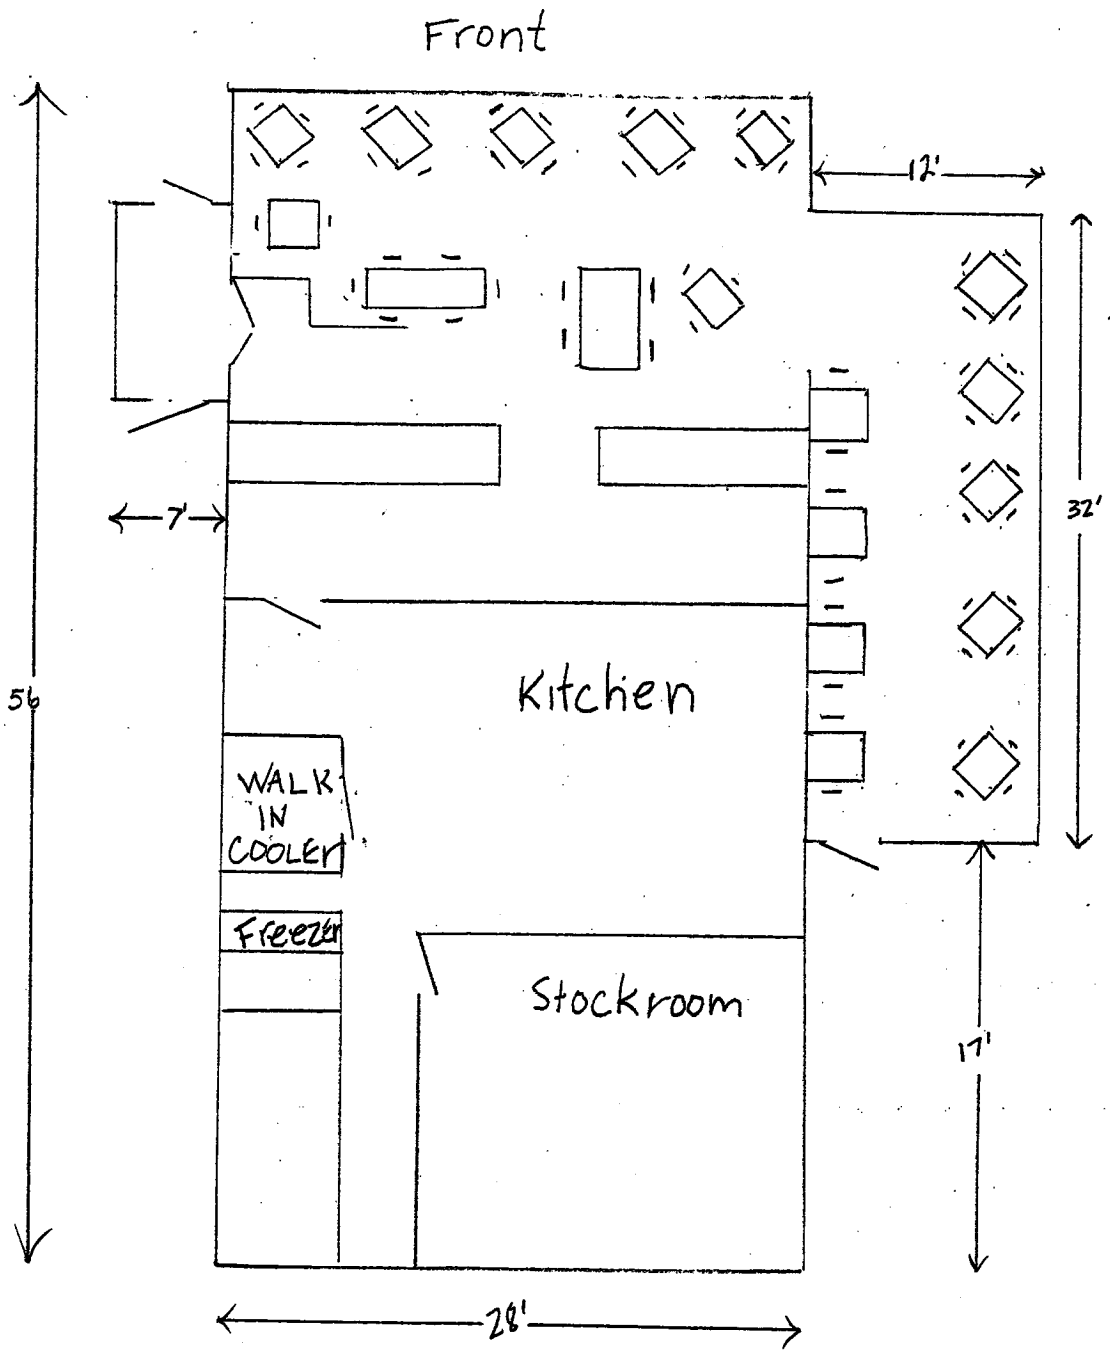 Front
12'
32'
7'
56
Kitchen
WALK
IN
COOLER
Freezer
Stockroom
17'
28'